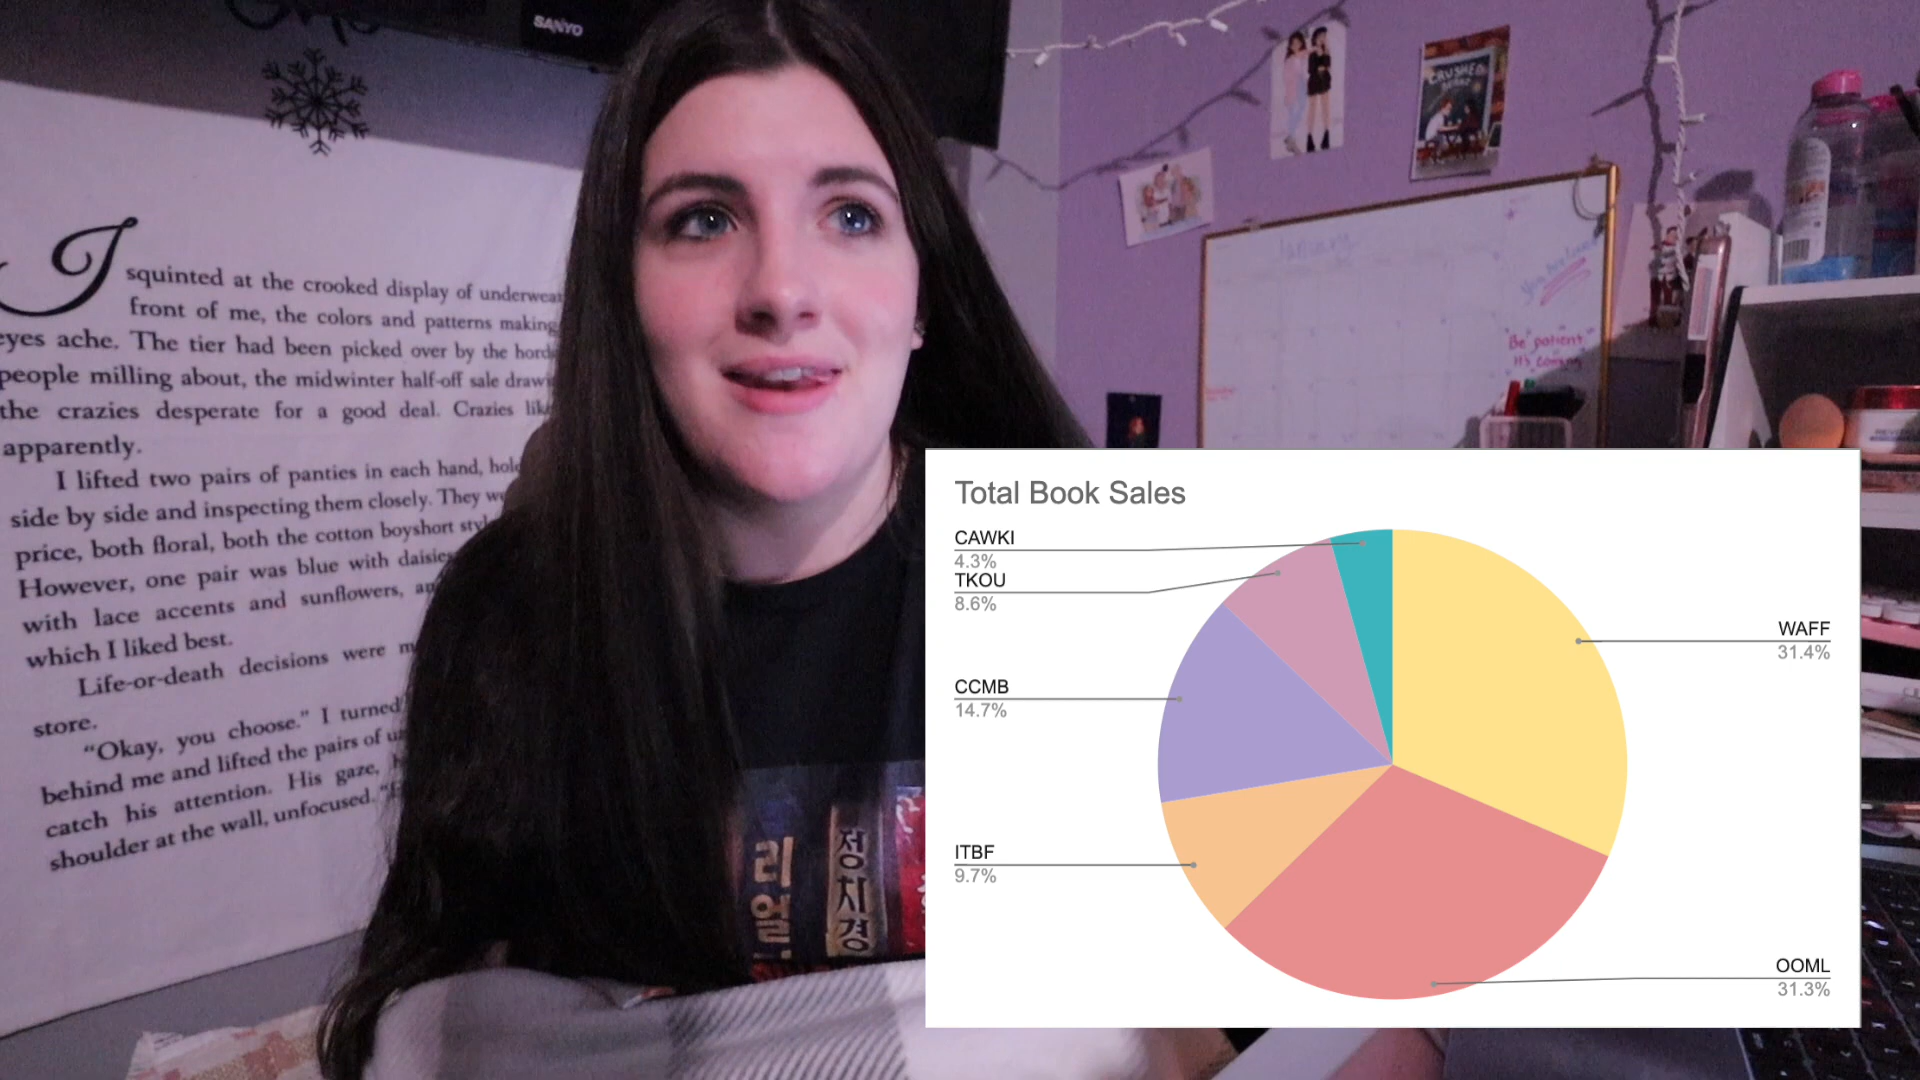 SANYO
CRUSHED
I squinted at the crooked display of underwear
front of me, the colors and patterns making
eyes ache. The tier had been picked over by the
people milling about, the midwinter half-off sale
the crazies desperate for a good deal. Crazies
apparently.
I lifted two pairs of panties in each hand,
side by side and inspecting them closely. They
price, both floral, both the cotton boyshort
However, one pair was blue with daisies
with lace accents and sunflowers,
which I liked best.
Life-or-death decisions were
store.
“Okay, you choose.” I turned
behind me and lifted the pairs of
catch his attention. His gaze,
shoulder at the wall, unfocused.
January
Be patient
It's coming
리얼
정치경
Total Book Sales
CAWKI
4.3%
TKOU
8.6%
CCMB
14.7%
ITBF
9.7%
WAFF
31.4%
OOML
31.3%